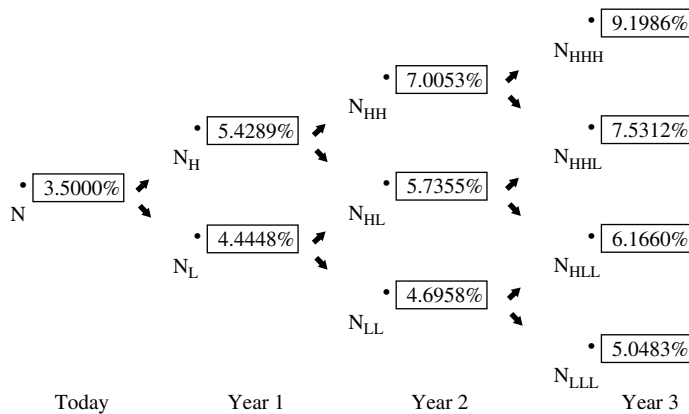 9.1986%
N_HHH
7.0053%
N_HH
5.4289%
N_H
7.5312%
N_HHL
3.5000%
N
5.7355%
N_HL
4.4448%
N_L
6.1660%
N_HLL
4.6958%
N_LL
5.0483%
N_LLL
Today Year 1 Year 2 Year 3